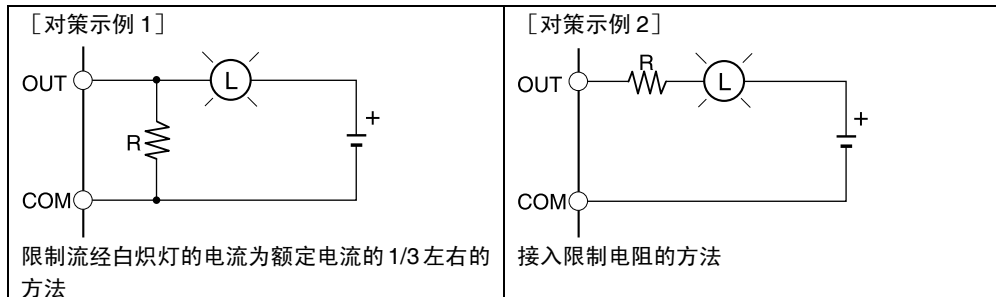 ［对策示例 1］
OUT
L
R
+
COM
限制流经白炽灯的电流为额定电流的 1/3 左右的
方法
［对策示例 2］
OUT
R
L
+
COM
接入限制电阻的方法